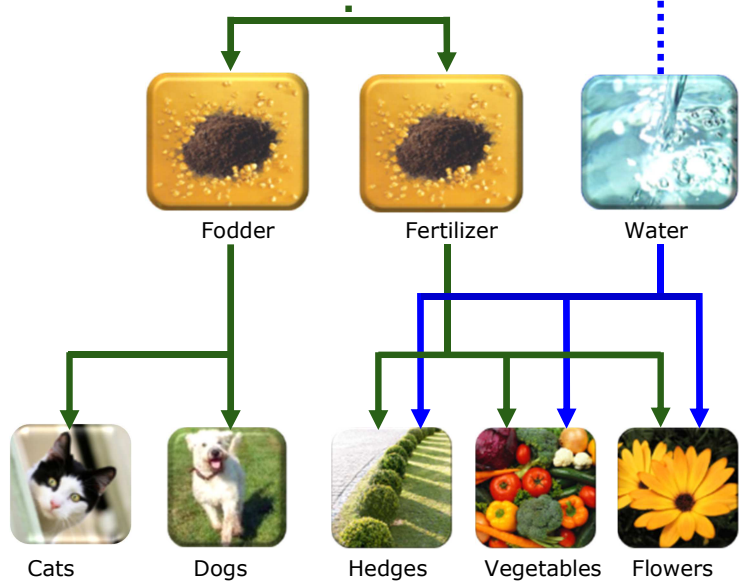 Fodder
Fertilizer
Water
Cats
Dogs
Hedges
Vegetables
Flowers